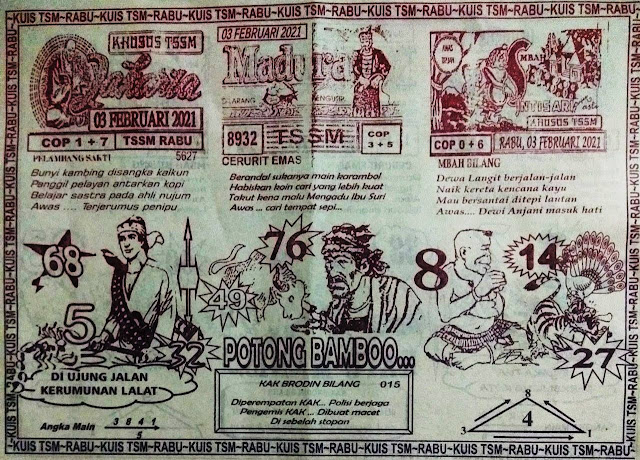 ~KUIS TSM~RABU~KUIS TSM~RABU~KUIS TSM~RABU~KUIS TSM~RABU~KUIS TSM~RABU~KUIS TSM~RABU~
KHUSUS TSSM
03 FEBRUARI 2021
COP 1 + 7
TSSM RABU
PELAMBANG SAKTI
5627
Bunyi kambing disangka kalkun
Panggil pelayan antarkan kopi
Belajar sastra pada ahli nujum
Awas .... Terjerumus penipu
03 FEBRUARI 2021
Madura
DILARANG
MENGUTIP
8932
TSSM
COP
3 + 5
CERURIT EMAS
Berandal sukanya main karambol
Habiskan koin cari yang lebih kuat
Takut kena malu Mengadu Ibu Suri
Awas ... cari tempat sepi...
MBAH
KHUSUS TSSM
COP 0 + 6
RABU, 03 FEBRUARI 2021
MBAH BILANG
Dewa Langit berjalan-jalan
Naik kereta kencana kayu
Mau bersantai ditepi lautan
Awas.... Dewi Anjani masuk hati
68
5
32
49
76
8
14
27
DI UJUNG JALAN
KERUMUNAN LALAT
Angka Main
3 8 4 1
5
POTONG BAMBOO...
KAK BRODIN BILANG
015
Diperempatan KAK... Polisi berjaga
Pengemis KAK ... Dibuat macet
Di sebelah stopan
8
4
3
1
~KUIS TSM~RABU~KUIS TSM~RABU~KUIS TSM~RABU~KUIS TSM~RABU~KUIS TSM~RABU~KUIS TSM~RABU~